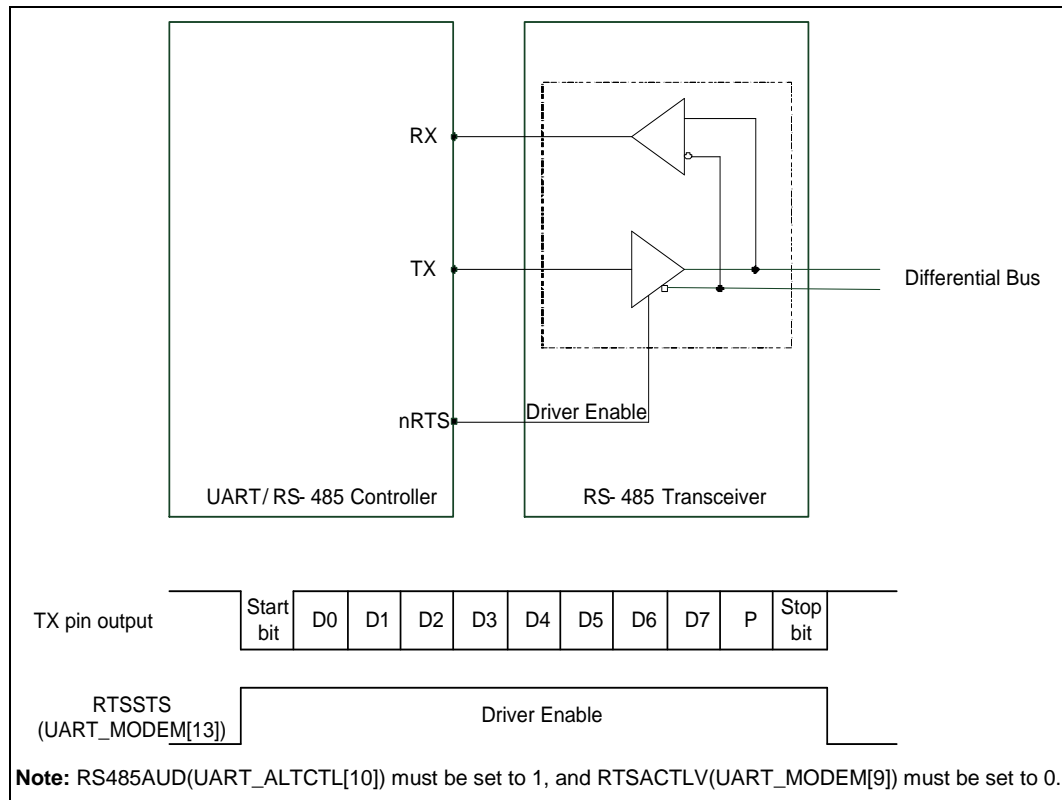 RX
TX
Differential Bus
nRTS
Driver Enable
UART/ RS- 485 Controller
RS- 485 Transceiver
TX pin output
Start bit
D0
D1
D2
D3
D4
D5
D6
D7
P
Stop bit
RTSSTS
(UART_MODEM[13])
Driver Enable
Note: RS485AUD(UART_ALTCTL[10]) must be set to 1, and RTSACTLV(UART_MODEM[9]) must be set to 0.